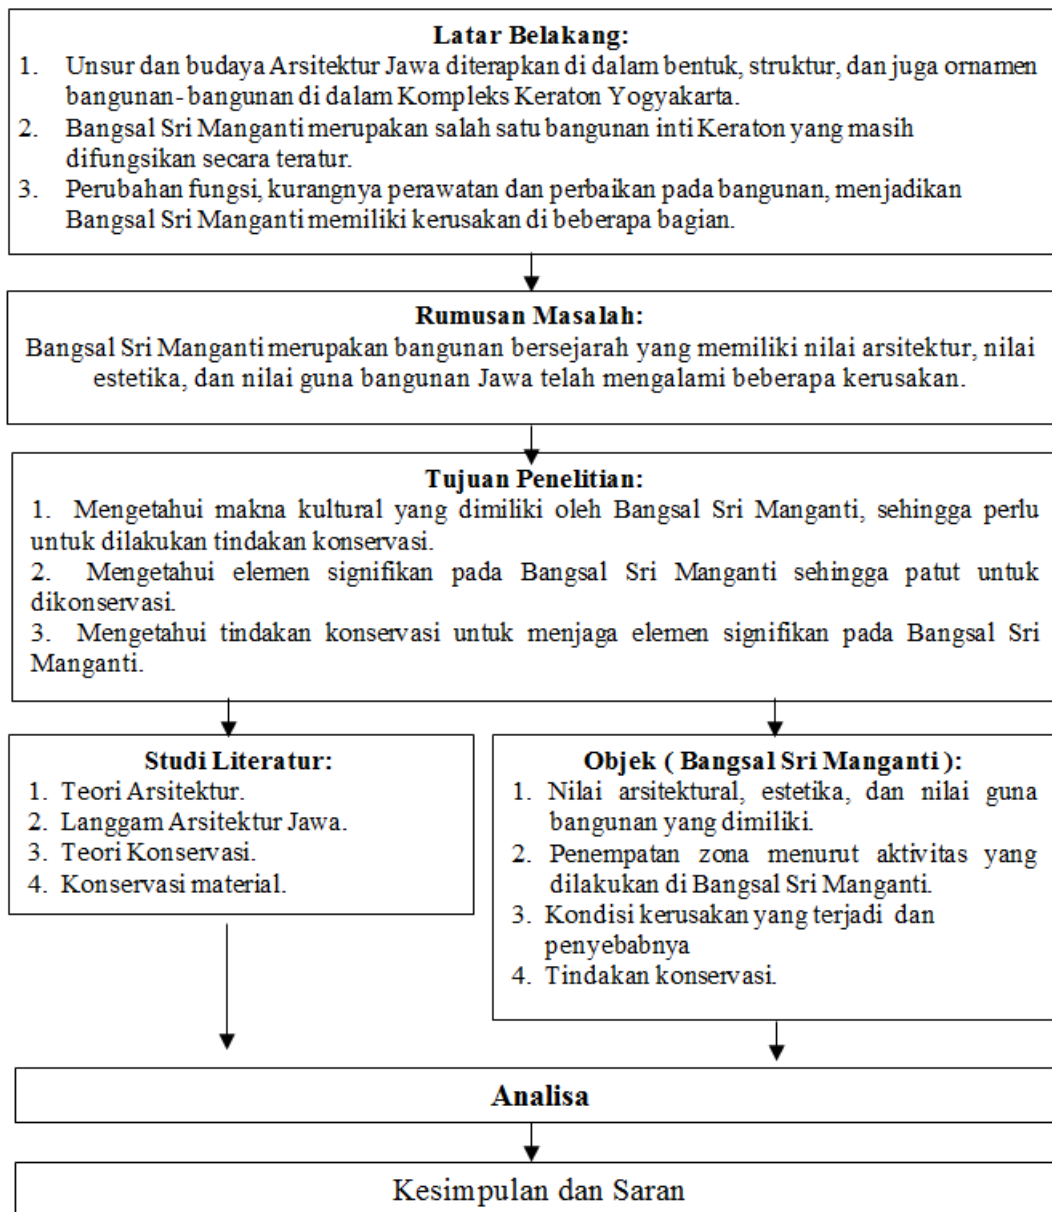 Latar Belakang:
1. Unsur dan budaya Arsitektur Jawa diterapkan di dalam bentuk, struktur, dan juga ornamen
bangunan- bangunan di dalam Kompleks Keraton Yogyakarta.
2. Bangsal Sri Manganti merupakan salah satu bangunan inti Keraton yang masih
difungsikan secara teratur.
3. Perubahan fungsi, kurangnya perawatan dan perbaikan pada bangunan, menjadikan
Bangsal Sri Manganti memiliki kerusakan di beberapa bagian.
Rumusan Masalah:
Bangsal Sri Manganti merupakan bangunan bersejarah yang memiliki nilai arsitektur, nilai
estetika, dan nilai guna bangunan Jawa telah mengalami beberapa kerusakan.
Tujuan Penelitian:
1. Mengetahui makna kultural yang dimiliki oleh Bangsal Sri Manganti, sehingga perlu
untuk dilakukan tindakan konservasi.
2. Mengetahui elemen signifikan pada Bangsal Sri Manganti sehingga patut untuk
dikonservasi.
3. Mengetahui tindakan konservasi untuk menjaga elemen signifikan pada Bangsal Sri
Manganti.
Studi Literatur:
1. Teori Arsitektur.
2. Langgam Arsitektur Jawa.
3. Teori Konservasi.
4. Konservasi material.
Objek ( Bangsal Sri Manganti ):
1. Nilai arsitektural, estetika, dan nilai guna
bangunan yang dimiliki.
2. Penempatan zona menurut aktivitas yang
dilakukan di Bangsal Sri Manganti.
3. Kondisi kerusakan yang terjadi dan
penyebabnya
4. Tindakan konservasi.
Analisa
Kesimpulan dan Saran